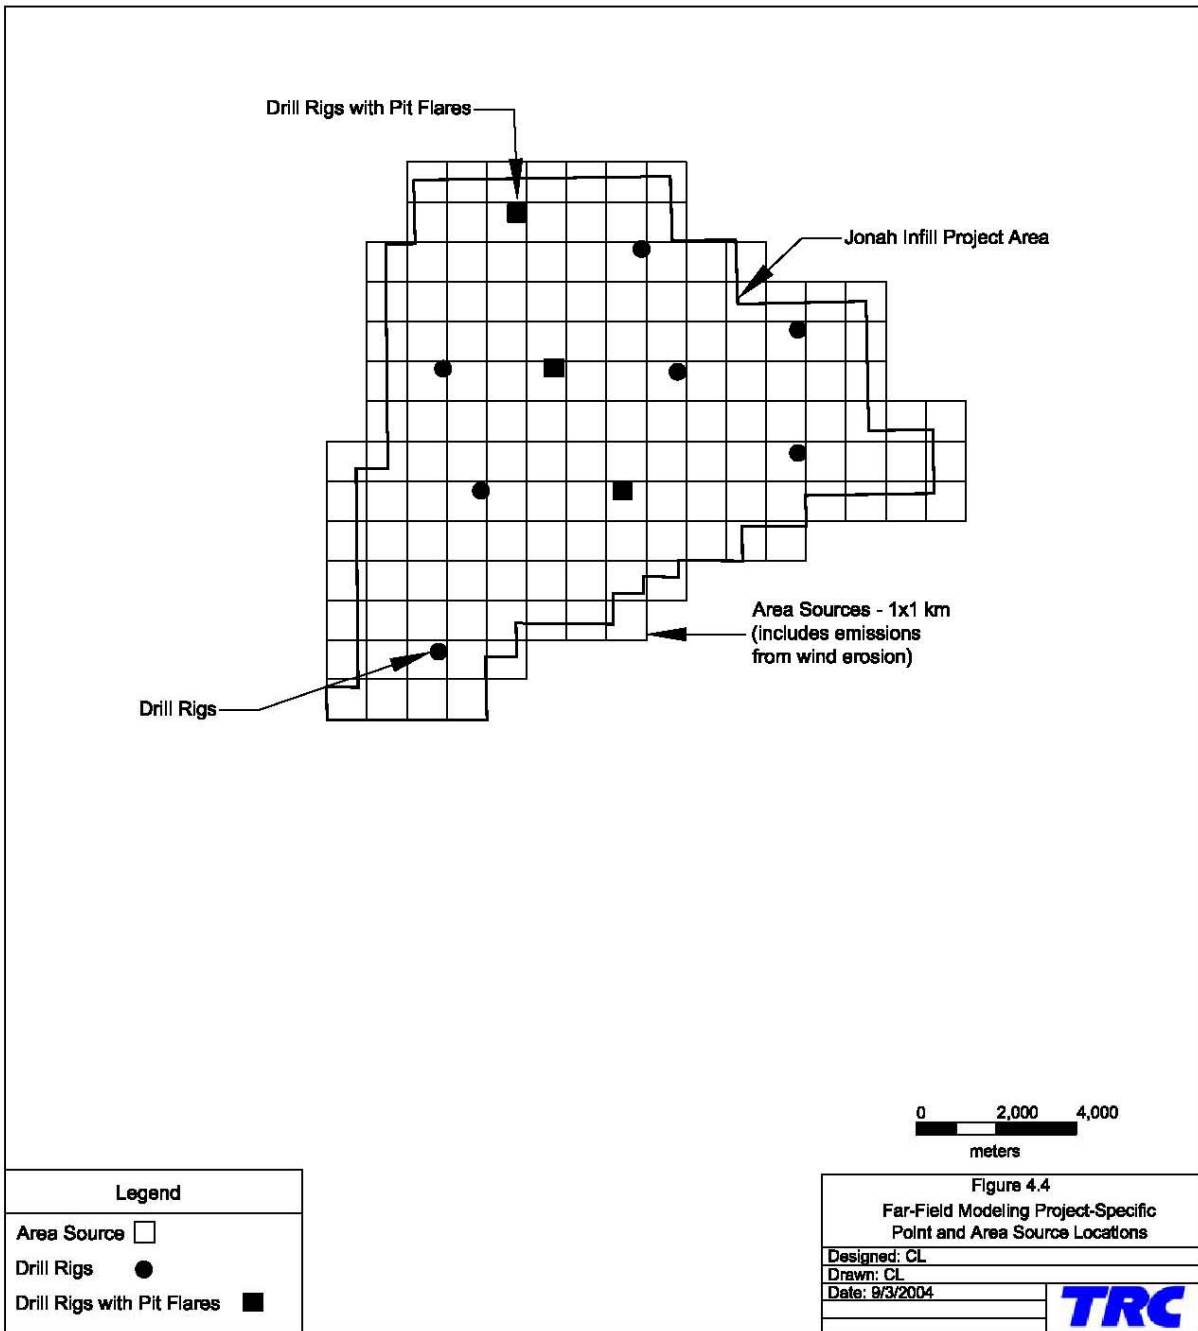 Drill Rigs with Pit Flares
Jonah Infill Project Area
Area Sources - 1x1 km
(includes emissions
from wind erosion)
Drill Rigs
0 2,000 4,000
meters
Legend
Area Source
Drill Rigs
Drill Rigs with Pit Flares
Figure 4.4
Far-Field Modeling Project-Specific
Point and Area Source Locations
Designed: CL
Drawn: CL
Date: 9/3/2004
TRC